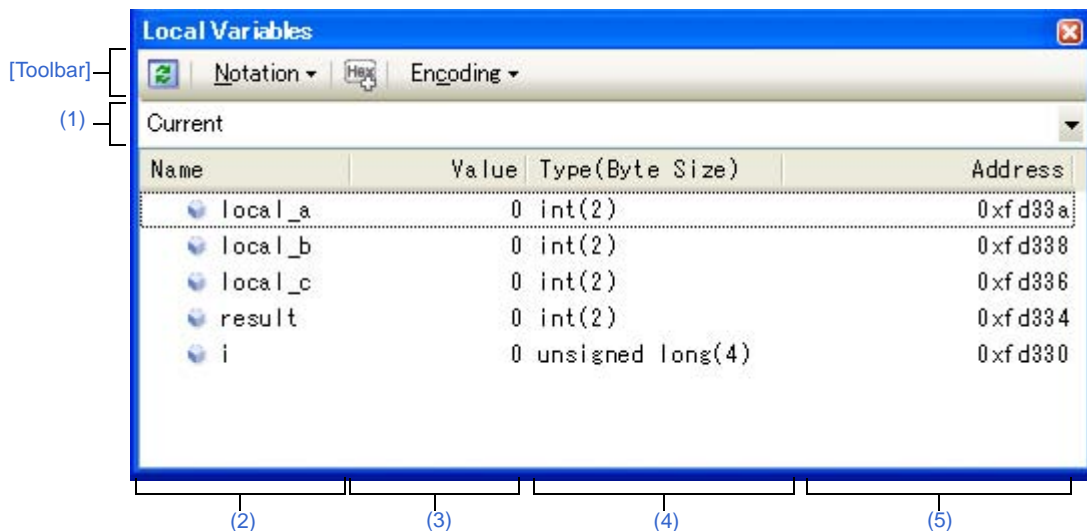 Local Variables
[Toolbar]
Notation
Hex
Encoding
(1)
Current
Name Value Type(Byte Size) Address
local_a 0 int(2) 0xfd33a
local_b 0 int(2) 0xfd338
local_c 0 int(2) 0xfd336
result 0 int(2) 0xfd334
i 0 unsigned long(4) 0xfd330
(2) (3) (4) (5)